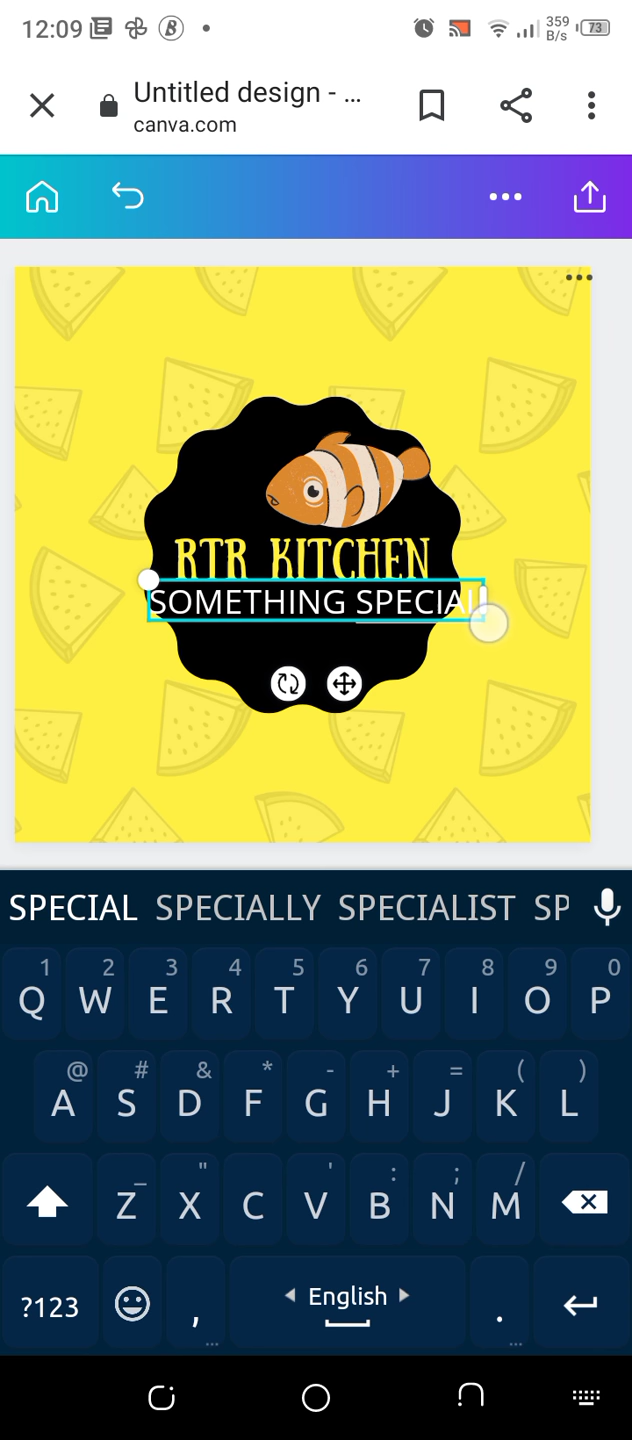 12:09
359
B/s
73
Untitled design - ...
canva.com
RTR KITCHEN
SOMETHING SPECIAL
SPECIAL SPECIALLY SPECIALIST SP
1 2 3 4 5 6 7 8 9 0
Q W E R T Y U I O P
@ # & * - + = ( )
A S D F G H J K L
_ " ' : ; /
Z X C V B N M
?123 , English .